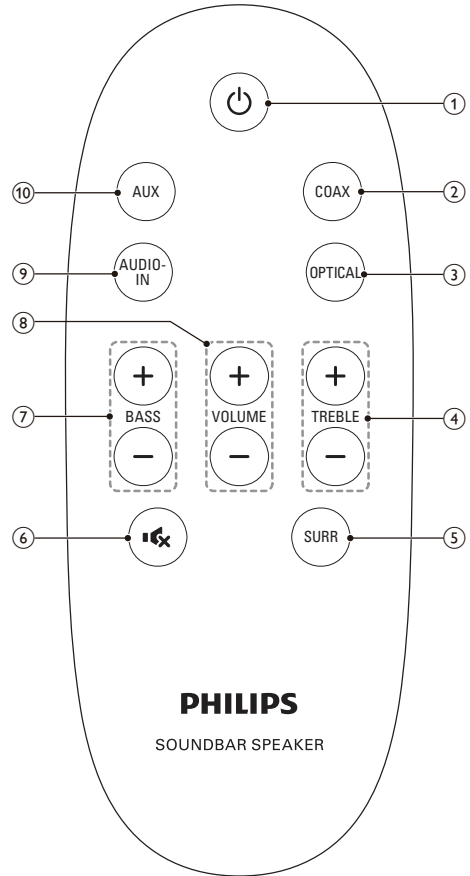 ①
⑩
AUX
COAX
②
⑨
AUDIO-
IN
OPTICAL
③
⑧
+
+
+
⑦
BASS
VOLUME
TREBLE
④
−
−
−
⑥
SURR
⑤
PHILIPS
SOUNDBAR SPEAKER